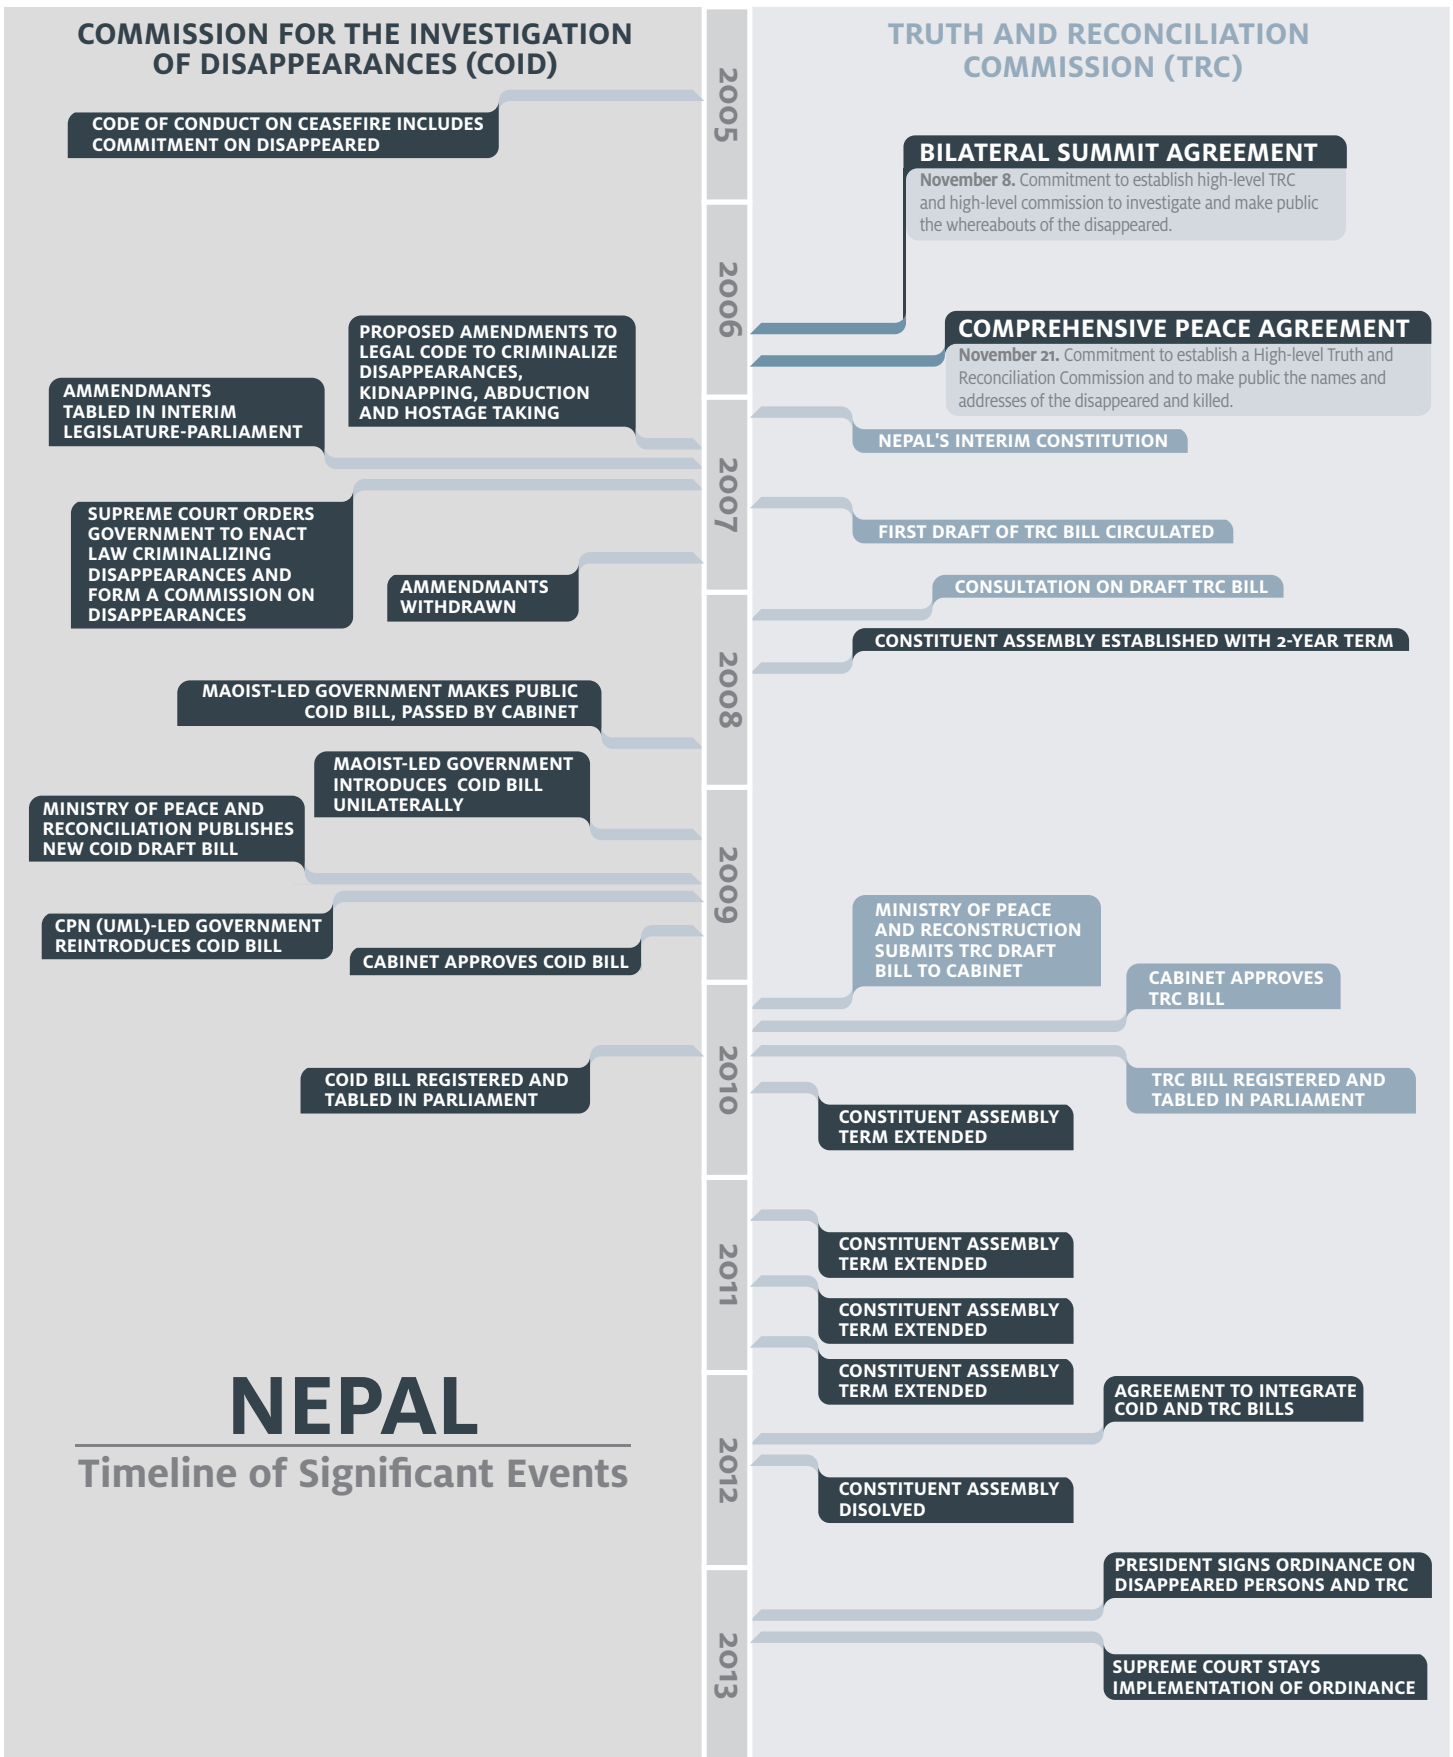 COMMISSION FOR THE INVESTIGATION
OF DISAPPEARANCES (COID)
CODE OF CONDUCT ON CEASEFIRE INCLUDES
COMMITMENT ON DISAPPEARED
PROPOSED AMENDMENTS TO
LEGAL CODE TO CRIMINALIZE
DISAPPEARANCES,
KIDNAPPING, ABDUCTION
AND HOSTAGE TAKING
AMMENDMANTS
TABLED IN INTERIM
LEGISLATURE-PARLIAMENT
SUPREME COURT ORDERS
GOVERNMENT TO ENACT
LAW CRIMINALIZING
DISAPPEARANCES AND
FORM A COMMISSION ON
DISAPPEARANCES
AMMENDMANTS
WITHDRAWN
MAOIST-LED GOVERNMENT MAKES PUBLIC
COID BILL, PASSED BY CABINET
MAOIST-LED GOVERNMENT
INTRODUCES COID BILL
UNILATERALLY
MINISTRY OF PEACE AND
RECONCILIATION PUBLISHES
NEW COID DRAFT BILL
CPN (UML)-LED GOVERNMENT
REINTRODUCES COID BILL
CABINET APPROVES COID BILL
COID BILL REGISTERED AND
TABLED IN PARLIAMENT
NEPAL
Timeline of Significant Events
2005
2006
2007
2008
2009
2010
2011
2012
2013
TRUTH AND RECONCILIATION
COMMISSION (TRC)
BILATERAL SUMMIT AGREEMENT
November 8. Commitment to establish high-level TRC
and high-level commission to investigate and make public
the whereabouts of the disappeared.
COMPREHENSIVE PEACE AGREEMENT
November 21. Commitment to establish a High-level Truth and
Reconciliation Commission and to make public the names and
addresses of the disappeared and killed.
NEPAL'S INTERIM CONSTITUTION
FIRST DRAFT OF TRC BILL CIRCULATED
CONSULTATION ON DRAFT TRC BILL
CONSTITUENT ASSEMBLY ESTABLISHED WITH 2-YEAR TERM
MINISTRY OF PEACE
AND RECONSTRUCTION
SUBMITS TRC DRAFT
BILL TO CABINET
CABINET APPROVES
TRC BILL
TRC BILL REGISTERED AND
TABLED IN PARLIAMENT
CONSTITUENT ASSEMBLY
TERM EXTENDED
CONSTITUENT ASSEMBLY
TERM EXTENDED
CONSTITUENT ASSEMBLY
TERM EXTENDED
CONSTITUENT ASSEMBLY
TERM EXTENDED
AGREEMENT TO INTEGRATE
COID AND TRC BILLS
CONSTITUENT ASSEMBLY
DISOLVED
PRESIDENT SIGNS ORDINANCE ON
DISAPPEARED PERSONS AND TRC
SUPREME COURT STAYS
IMPLEMENTATION OF ORDINANCE